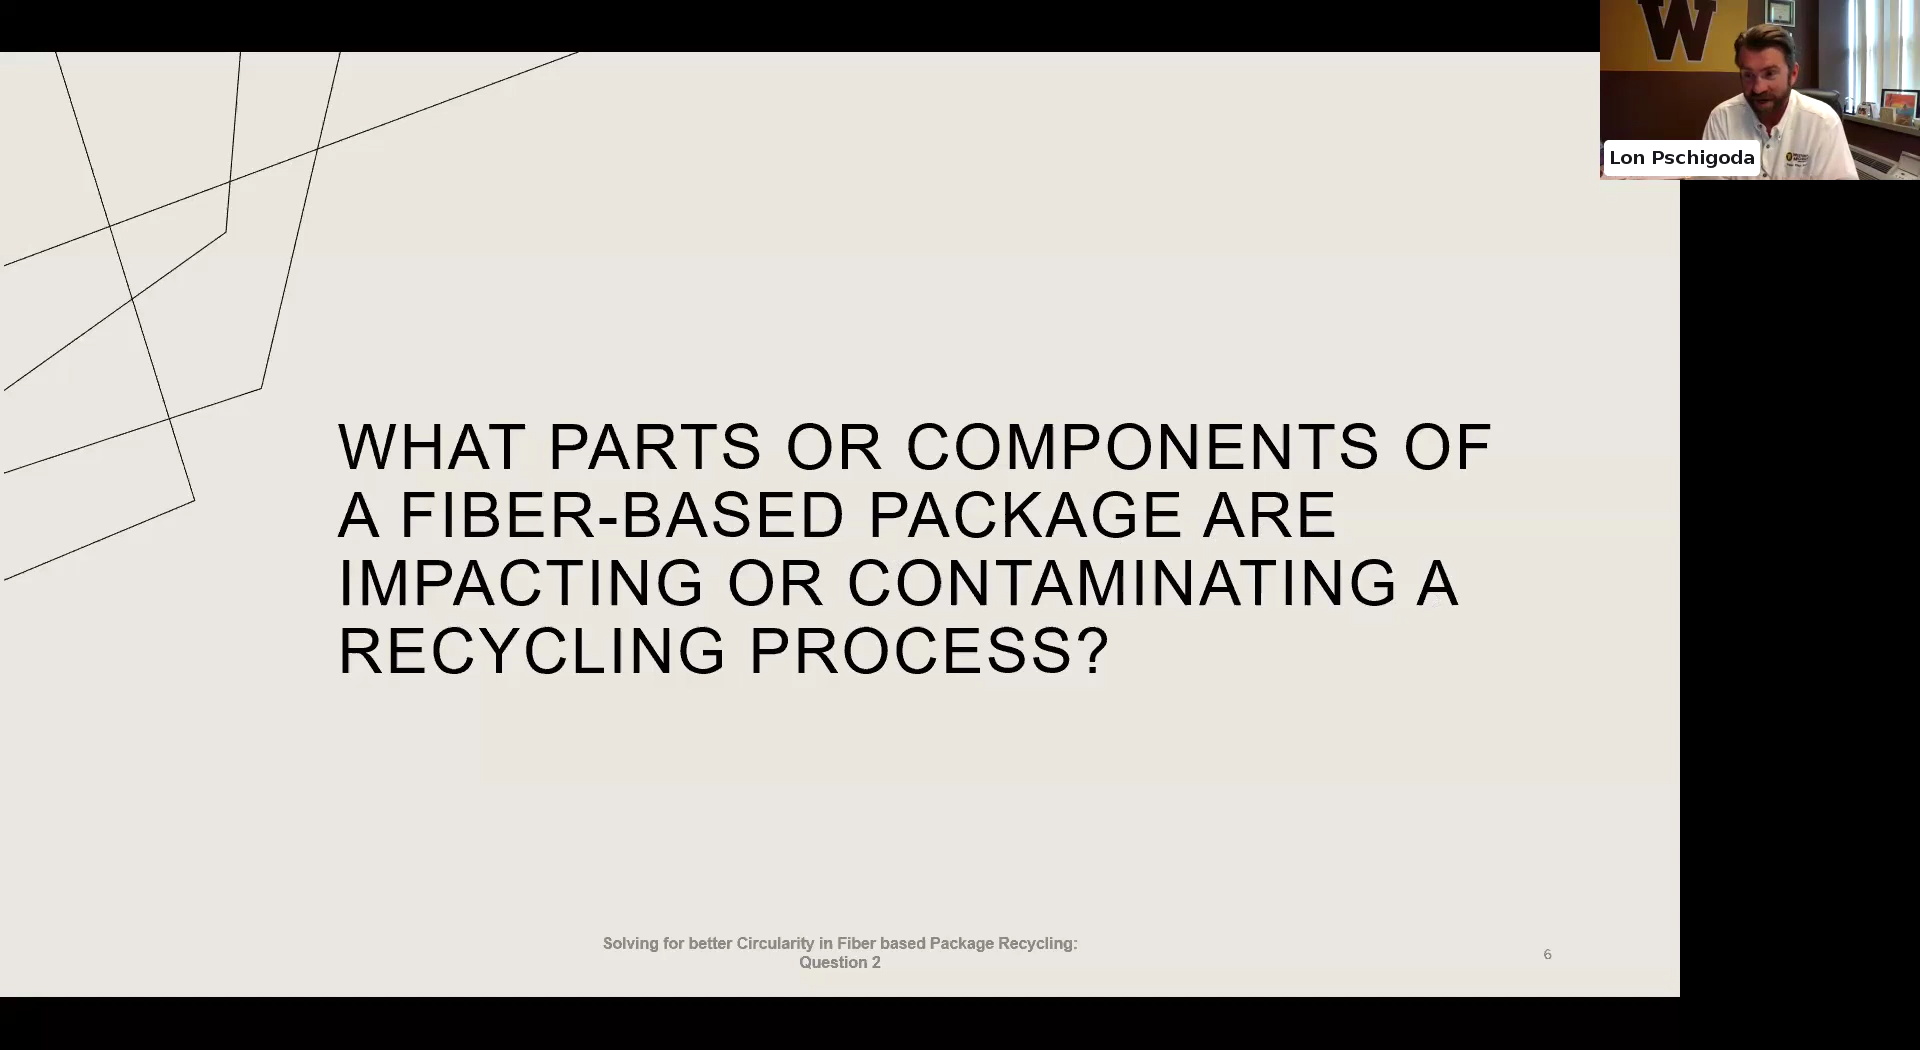 W
Lon Pschigoda
WHAT PARTS OR COMPONENTS OF
A FIBER-BASED PACKAGE ARE
IMPACTING OR CONTAMINATING A
RECYCLING PROCESS?
Solving for better Circularity in Fiber based Package Recycling:
Question 2
6